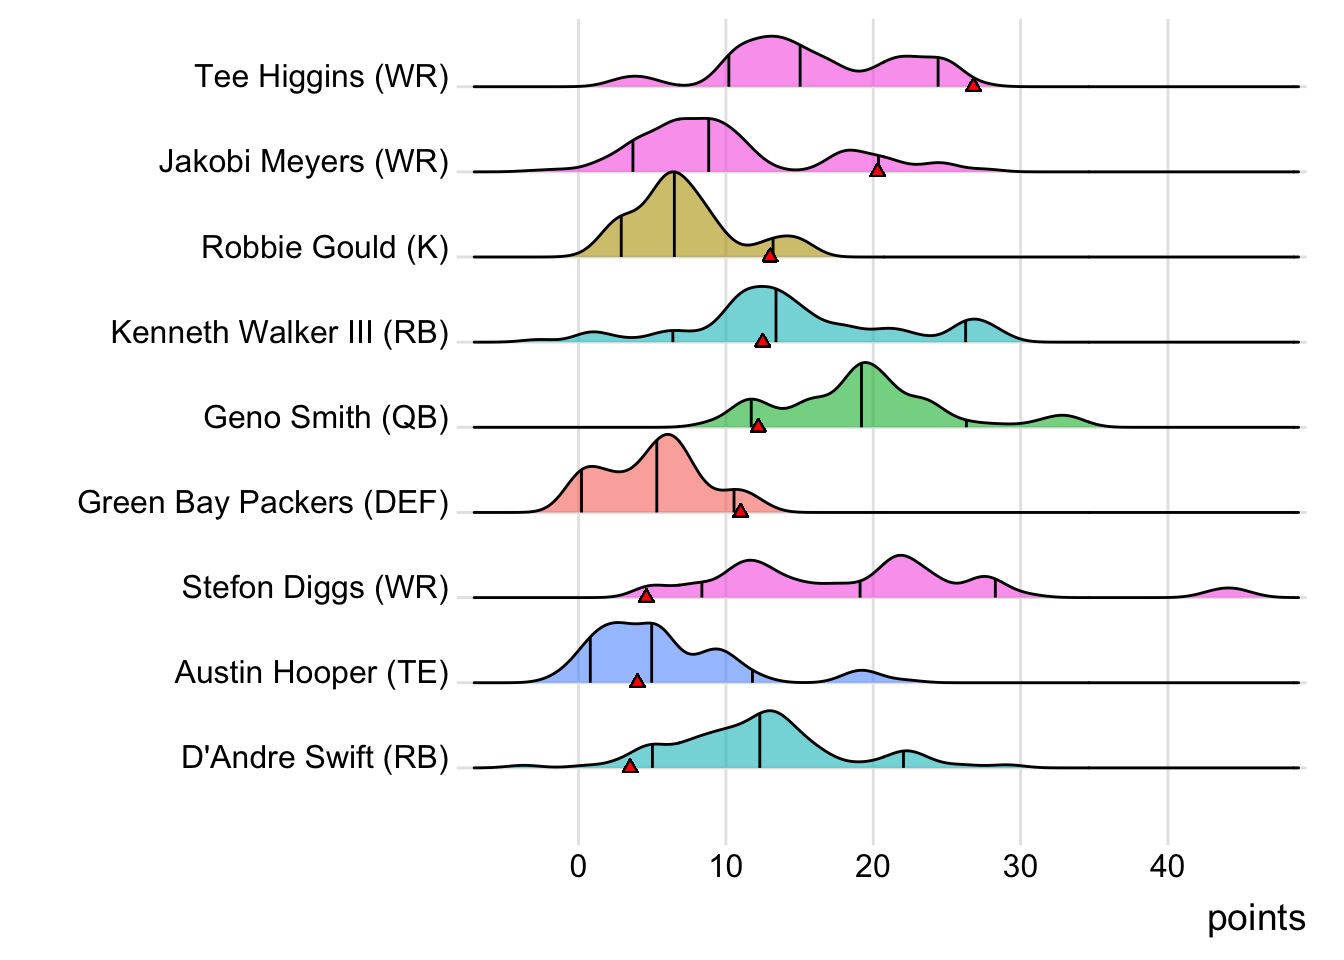 Tee Higgins (WR)
Jakobi Meyers (WR)
Robbie Gould (K)
Kenneth Walker III (RB)
Geno Smith (QB)
Green Bay Packers (DEF)
Stefon Diggs (WR)
Austin Hooper (TE)
D'Andre Swift (RB)
0 10 20 30 40
points